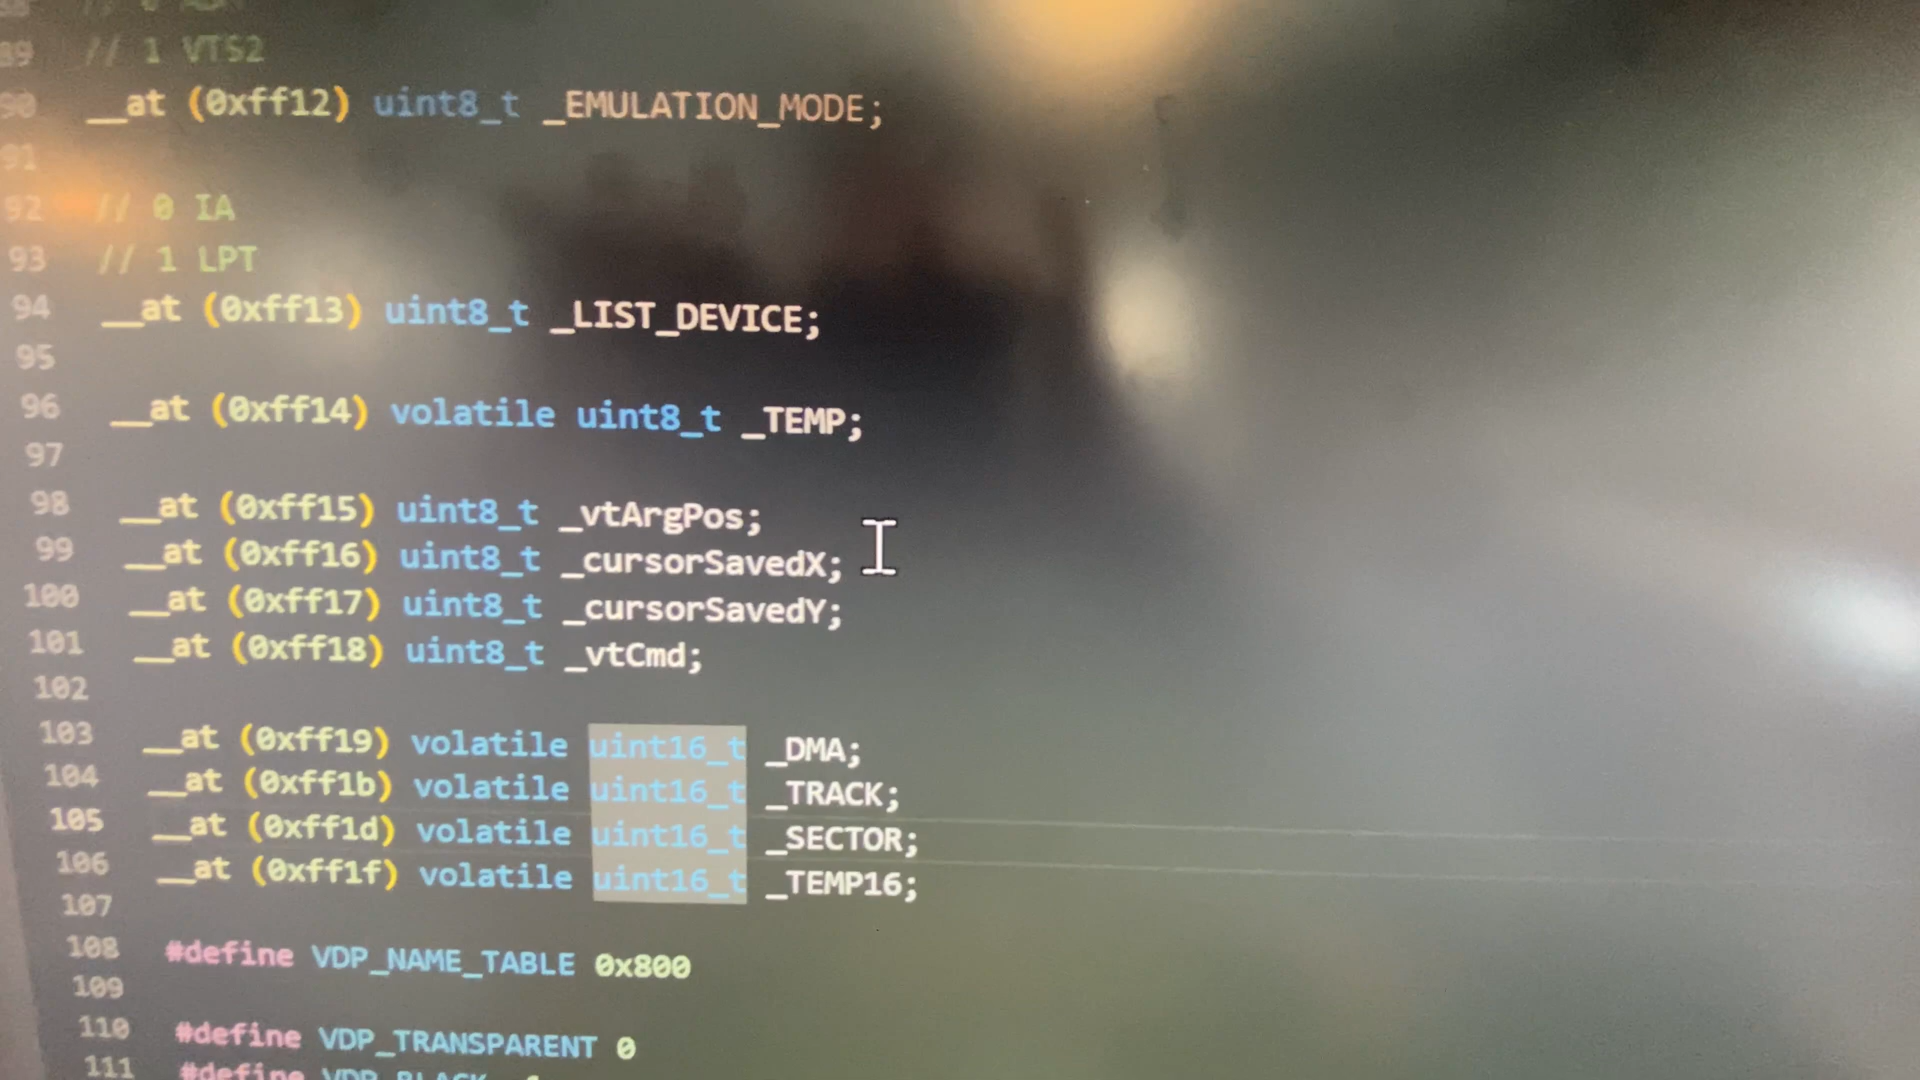 89 // 1 VTS2
90 __at (0xff12) uint8_t _EMULATION_MODE;
91
92 // 0 IA
93 // 1 LPT
94 __at (0xff13) uint8_t _LIST_DEVICE;
95
96 __at (0xff14) volatile uint8_t _TEMP;
97
98 __at (0xff15) uint8_t _vtArgPos;
99 __at (0xff16) uint8_t _cursorSavedX;
100 __at (0xff17) uint8_t _cursorSavedY;
101 __at (0xff18) uint8_t _vtCmd;
102
103 __at (0xff19) volatile uint16_t _DMA;
104 __at (0xff1b) volatile uint16_t _TRACK;
105 __at (0xff1d) volatile uint16_t _SECTOR;
106 __at (0xff1f) volatile uint16_t _TEMP16;
107
108 #define VDP_NAME_TABLE 0x800
109
110 #define VDP_TRANSPARENT 0
111 #define VDP_BLACK